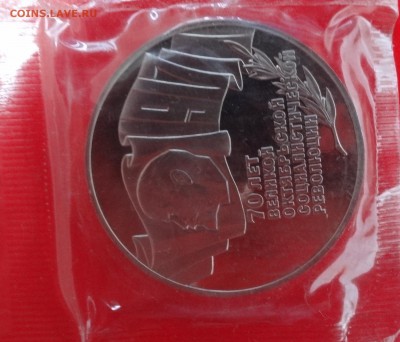 COINS.LAVE.RU
70 ЛЕТ
ВЕЛИКОЙ
ОКТЯБРЬСКОЙ
СОЦИАЛИСТИЧЕСКОЙ
РЕВОЛЮЦИИ